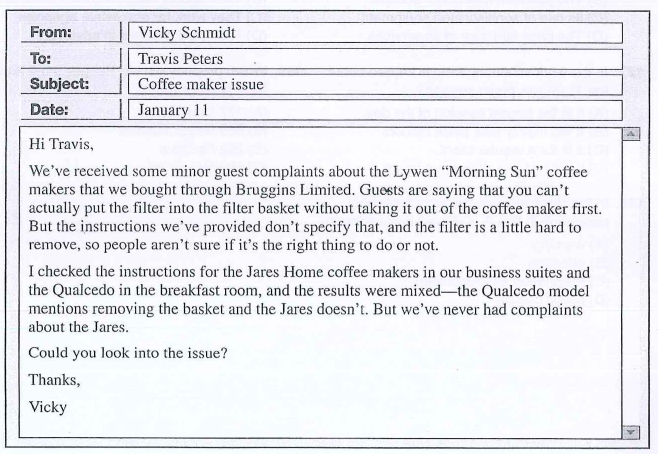 From: Vicky Schmidt
To: Travis Peters
Subject: Coffee maker issue
Date: January 11
Hi Travis,
We've received some minor guest complaints about the Lywen “Morning Sun” coffee
makers that we bought through Bruggins Limited. Guests are saying that you can't
actually put the filter into the filter basket without taking it out of the coffee maker first.
But the instructions we've provided don't specify that, and the filter is a little hard to
remove, so people aren't sure if it's the right thing to do or not.
I checked the instructions for the Jares Home coffee makers in our business suites and
the Qualcedo in the breakfast room, and the results were mixed—the Qualcedo model
mentions removing the basket and the Jares doesn't. But we've never had complaints
about the Jares.
Could you look into the issue?
Thanks,
Vicky